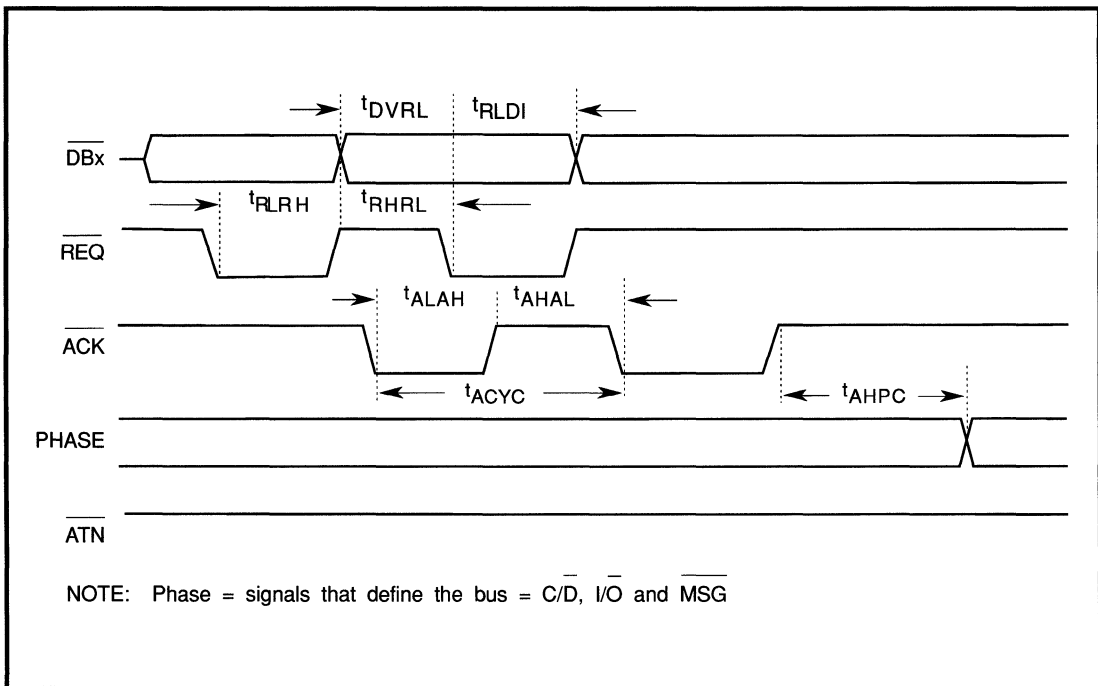 tDVRL tRLDI
DBx
tRLRH tRHRL
REQ
tALAH tAHAL
ACK
tACYC
tAHPC
PHASE
ATN
NOTE: Phase = signals that define the bus = C/D̅, I/O̅ and M̅S̅G̅